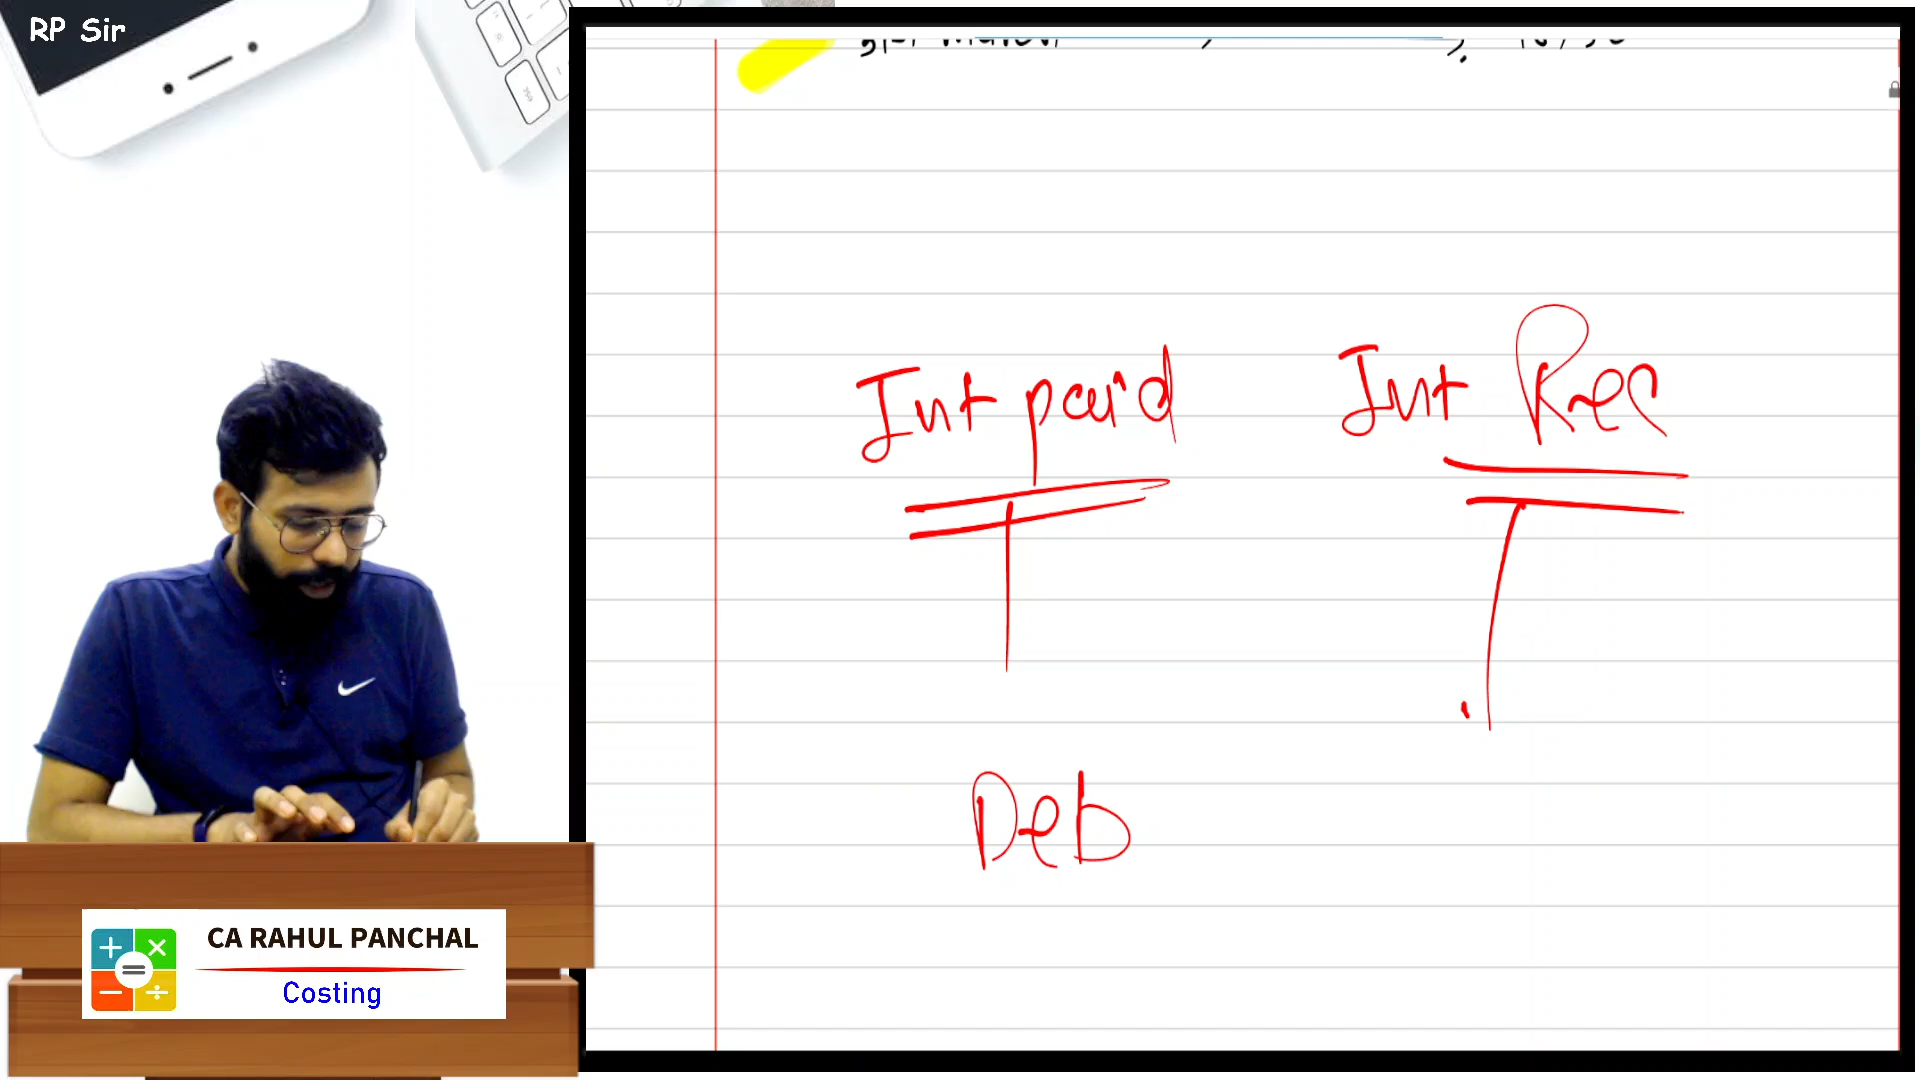 RP Sir
Int paid Int Rec
Deb
CA RAHUL PANCHAL
Costing